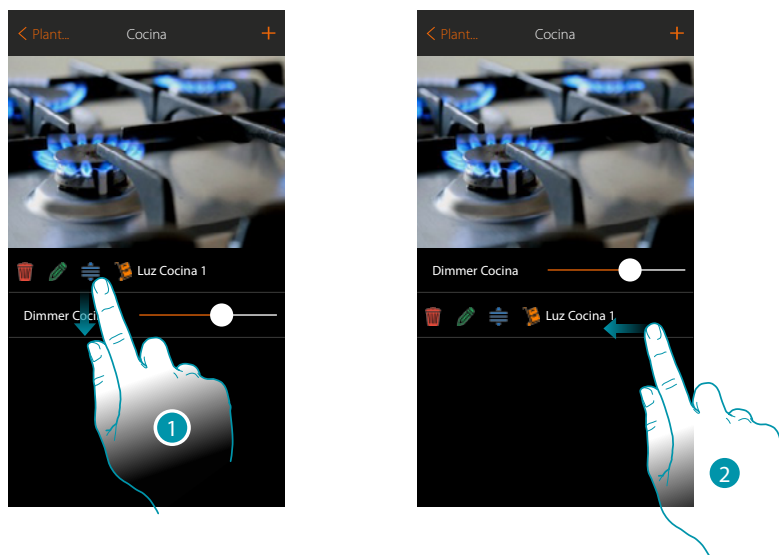 Plant...
Cocina
+
Luz Cocina 1
Dimmer Coci
1
Plant...
Cocina
+
Dimmer Cocina
Luz Cocina 1
2